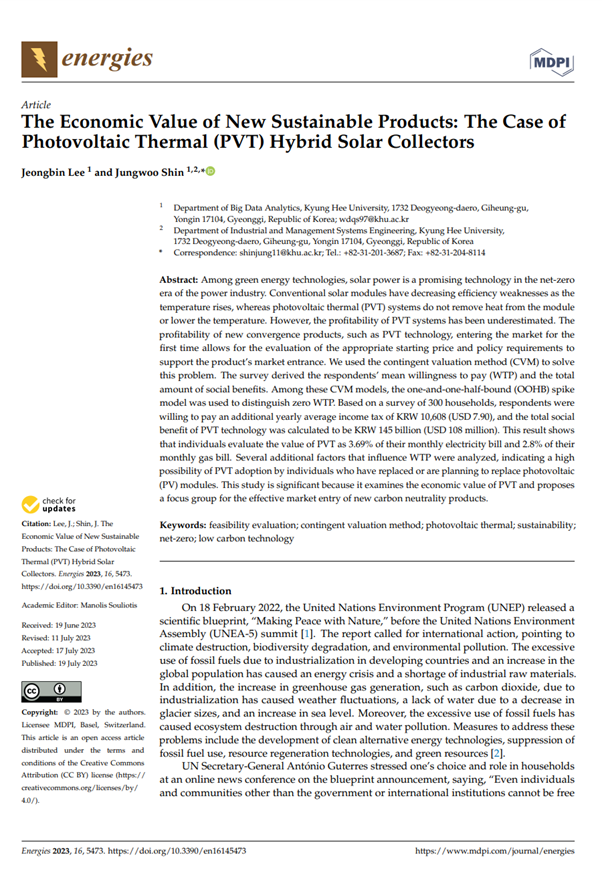 energies
MDPI
Article
The Economic Value of New Sustainable Products: The Case of
Photovoltaic Thermal (PVT) Hybrid Solar Collectors
Jeongbin Lee 1 and Jungwoo Shin 1,2,*
1 Department of Big Data Analytics, Kyung Hee University, 1732 Deogyeong-daero, Giheung-gu,
Yongin 17104, Gyeonggi, Republic of Korea; wdqs97@khu.ac.kr
2 Department of Industrial and Management Systems Engineering, Kyung Hee University,
1732 Deogyeong-daero, Giheung-gu, Yongin 17104, Gyeonggi, Republic of Korea
* Correspondence: shinjung11@khu.ac.kr; Tel.: +82-31-201-3687; Fax: +82-31-204-8114
Abstract: Among green energy technologies, solar power is a promising technology in the net-zero
era of the power industry. Conventional solar modules have decreasing efficiency weaknesses as the
temperature rises, whereas photovoltaic thermal (PVT) systems do not remove heat from the module
or lower the temperature. However, the profitability of PVT systems has been underestimated. The
profitability of new convergence products, such as PVT technology, entering the market for the
first time allows for the evaluation of the appropriate starting price and policy requirements to
support the product's market entrance. We used the contingent valuation method (CVM) to solve
this problem. The survey derived the respondents' mean willingness to pay (WTP) and the total
amount of social benefits. Among these CVM models, the one-and-one-half-bound (OOHB) spike
model was used to distinguish zero WTP. Based on a survey of 300 households, respondents were
willing to pay an additional yearly average income tax of KRW 10,608 (USD 7.90), and the total social
benefit of PVT technology was calculated to be KRW 145 billion (USD 108 million). This result shows
that individuals evaluate the value of PVT as 3.69% of their monthly electricity bill and 2.8% of their
monthly gas bill. Several additional factors that influence WTP were analyzed, indicating a high
possibility of PVT adoption by individuals who have replaced or are planning to replace photovoltaic
(PV) modules. This study is significant because it examines the economic value of PVT and proposes
a focus group for the effective market entry of new carbon neutrality products.
Keywords: feasibility evaluation; contingent valuation method; photovoltaic thermal; sustainability;
net-zero; low carbon technology
check for
updates
Citation: Lee, J.; Shin, J. The
Economic Value of New Sustainable
Products: The Case of Photovoltaic
Thermal (PVT) Hybrid Solar
Collectors. Energies 2023, 16, 5473.
https://doi.org/10.3390/en16145473
Academic Editor: Manolis Souliotis
Received: 19 June 2023
Revised: 11 July 2023
Accepted: 17 July 2023
Published: 19 July 2023
cc BY
Copyright: © 2023 by the authors.
Licensee MDPI, Basel, Switzerland.
This article is an open access article
distributed under the terms and
conditions of the Creative Commons
Attribution (CC BY) license (https://
creativecommons.org/licenses/by/
4.0/).
1. Introduction
On 18 February 2022, the United Nations Environment Program (UNEP) released a
scientific blueprint, "Making Peace with Nature," before the United Nations Environment
Assembly (UNEA-5) summit [1]. The report called for international action, pointing to
climate destruction, biodiversity degradation, and environmental pollution. The excessive
use of fossil fuels due to industrialization in developing countries and an increase in the
global population has caused an energy crisis and a shortage of industrial raw materials.
In addition, the increase in greenhouse gas generation, such as carbon dioxide, due to
industrialization has caused weather fluctuations, a lack of water due to a decrease in
glacier sizes, and an increase in sea level. Moreover, the excessive use of fossil fuels has
caused ecosystem destruction through air and water pollution. Measures to address these
problems include the development of clean alternative energy technologies, suppression of
fossil fuel use, resource regeneration technologies, and green resources [2].
UN Secretary-General António Guterres stressed one's choice and role in households
at an online news conference on the blueprint announcement, saying, "Even individuals
and communities other than the government or international institutions cannot be free
Energies 2023, 16, 5473. https://doi.org/10.3390/en16145473
https://www.mdpi.com/journal/energies